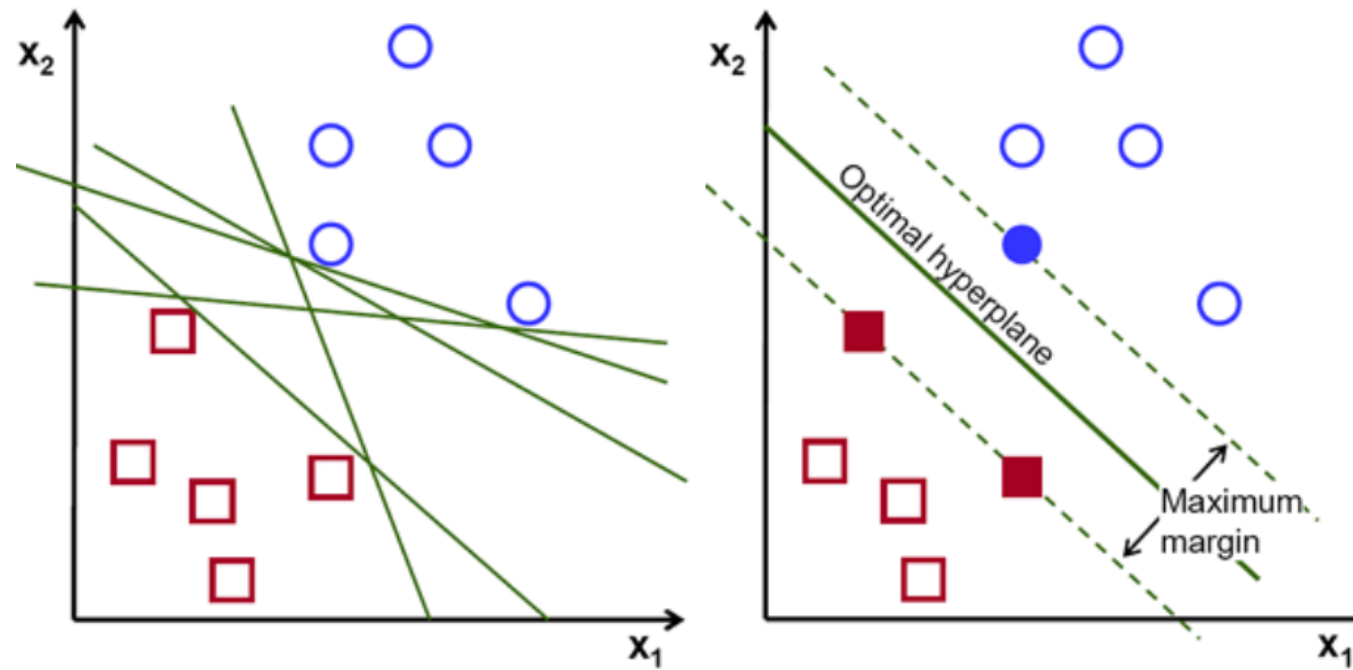 x₂
x₁
x₂
Optimal hyperplane
Maximum
margin
x₁